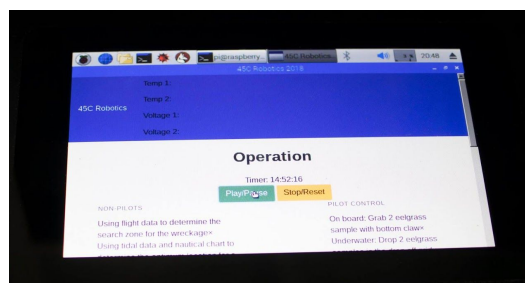 pi@raspberry...
45C Robotics...
20:48
45C Robotics 2018
Temp 1:
Temp 2:
45C Robotics
Voltage 1:
Voltage 2:
Operation
Timer: 14:52:16
Play/Pause
Stop/Reset
NON-PILOTS
Using flight data to determine the
search zone for the wreckage×
Using tidal data and nautical chart to
PILOT CONTROL
On board: Grab 2 eelgrass
sample with bottom claw×
Underwater: Drop 2 eelgrass